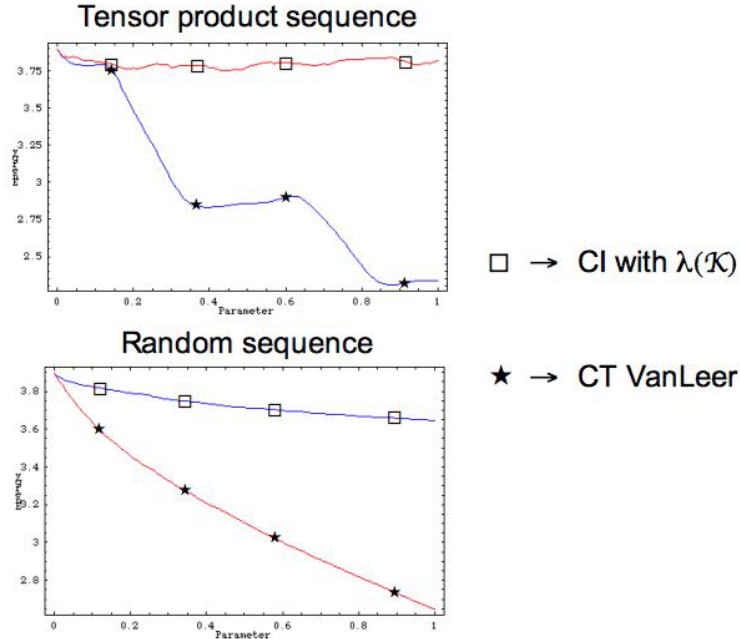 Tensor product sequence
3.75
3.5
3.25
3
2.75
2.5
Energy
0 0.2 0.4 0.6 0.8 1
Parameter
□ → CI with λ(𝒦)
★ → CT VanLeer
Random sequence
3.8
3.6
3.4
3.2
3
2.8
Energy
0 0.2 0.4 0.6 0.8 1
Parameter